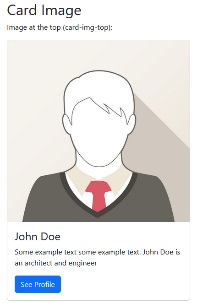 Card Image
Image at the top (card-img-top):
John Doe
Some example text some example text. John Doe is
an architect and engineer
See Profile